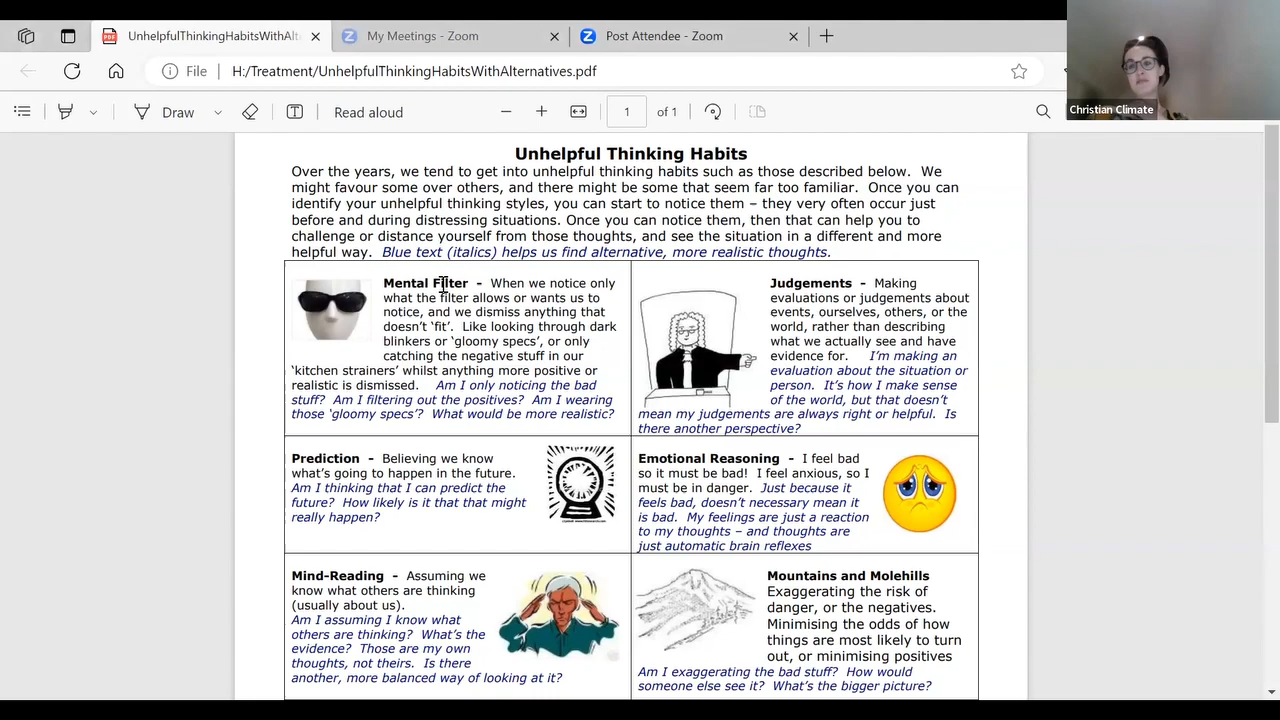 UnhelpfulThinkingHabitsWithAlte
My Meetings - Zoom
Post Attendee - Zoom
File
H:/Treatment/UnhelpfulThinkingHabitsWithAlternatives.pdf
Christian Climate
Draw
Read aloud
1
of 1
Unhelpful Thinking Habits
Over the years, we tend to get into unhelpful thinking habits such as those described below. We
might favour some over others, and there might be some that seem far too familiar. Once you can
identify your unhelpful thinking styles, you can start to notice them – they very often occur just
before and during distressing situations. Once you can notice them, then that can help you to
challenge or distance yourself from those thoughts, and see the situation in a different and more
helpful way. Blue text (italics) helps us find alternative, more realistic thoughts.
Mental Filter - When we notice only
what the filter allows or wants us to
notice, and we dismiss anything that
doesn't 'fit'. Like looking through dark
blinkers or 'gloomy specs', or only
catching the negative stuff in our
'kitchen strainers' whilst anything more positive or
realistic is dismissed. Am I only noticing the bad
stuff? Am I filtering out the positives? Am I wearing
those 'gloomy specs'? What would be more realistic?
Judgements - Making
evaluations or judgements about
events, ourselves, others, or the
world, rather than describing
what we actually see and have
evidence for. I'm making an
evaluation about the situation or
person. It's how I make sense
of the world, but that doesn't
mean my judgements are always right or helpful. Is
there another perspective?
Prediction - Believing we know
what's going to happen in the future.
Am I thinking that I can predict the
future? How likely is it that that might
really happen?
Emotional Reasoning - I feel bad
so it must be bad! I feel anxious, so I
must be in danger. Just because it
feels bad, doesn't necessary mean it
is bad. My feelings are just a reaction
to my thoughts – and thoughts are
just automatic brain reflexes
Mind-Reading - Assuming we
know what others are thinking
(usually about us).
Am I assuming I know what
others are thinking? What's the
evidence? Those are my own
thoughts, not theirs. Is there
another, more balanced way of looking at it?
Mountains and Molehills
Exaggerating the risk of
danger, or the negatives.
Minimising the odds of how
things are most likely to turn
out, or minimising positives
Am I exaggerating the bad stuff? How would
someone else see it? What's the bigger picture?